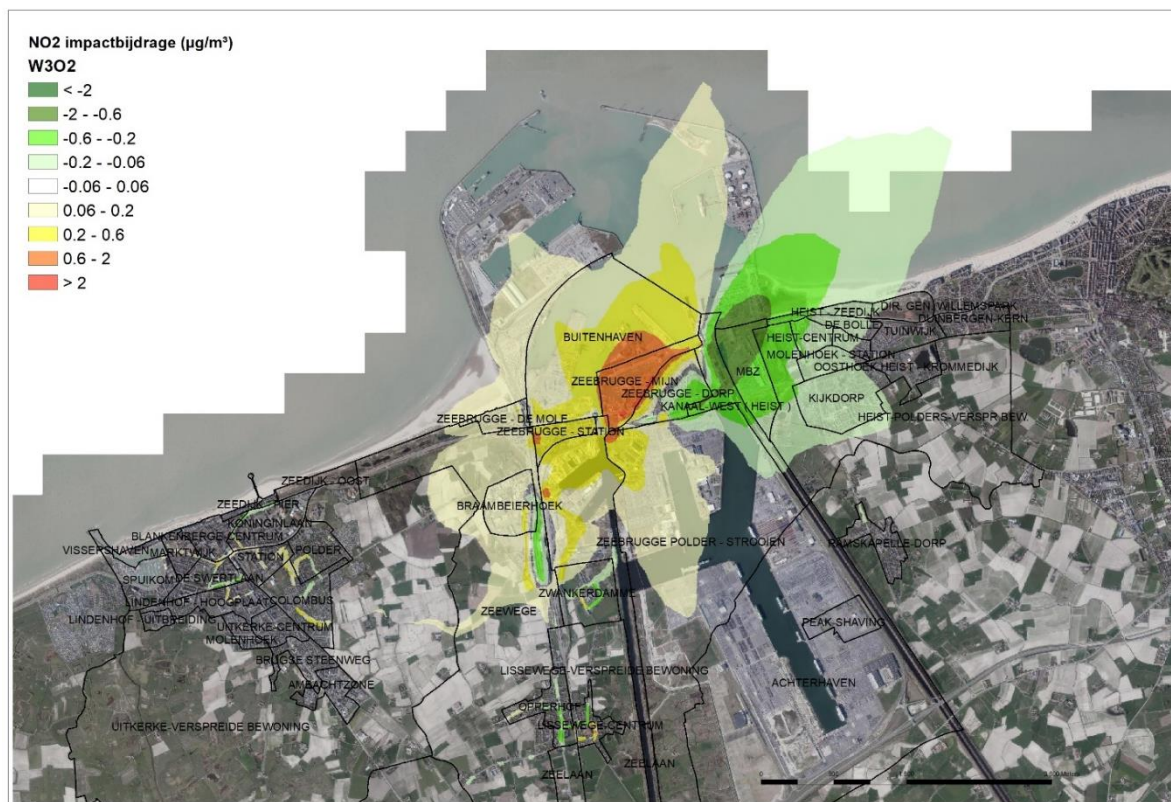 NO2 impactbijdrage (µg/m³)
W3O2
< -2
-2 - -0.6
-0.6 - -0.2
-0.2 - -0.06
-0.06 - 0.06
0.06 - 0.2
0.2 - 0.6
0.6 - 2
> 2
DIR. GEN. WILLEMSPARK
HEIST - ZEEDIJK
DUINBERGEN-KERN
DE BOLLE
TUINWIJK
BUITENHAVEN
HEIST-CENTRUM
MOLENHOEK - STATION
OOSTHOEK HEIST - KROMMEDIJK
MBZ
ZEEBRUGGE - MIJN
ZEEBRUGGE - DORP
KIJKDORP
KANAAL-WEST ( HEIST )
ZEEBRUGGE - DE MOLE
HEIST-POLDERS-VERSPR.BEW.
ZEEBRUGGE - STATION
ZEEDIJK - OOST
ZEEDIJK - PIER
BRAAMBEIERHOEK
KONINGINLAAN
BLANKENBERGE-CENTRUM
ZEEBRUGGE POLDER - STROOIEN
RAMSKAPELLE-DORP
VISSERSHAVEN
MARKTWIJK
STATION
POLDER
SPUIKOM
DE SWERTLAAN
ZWANKERDAMME
LINDENHOF - HOOGPLAAT
COLOMBUS
ZEEWEGE
LINDENHOF - UITBREIDING
UITKERKE-CENTRUM
PEAK-SHAVING
MOLENHOEK
BRUGSE STEENWEG
LISSEWEGE-VERSPREIDE BEWONING
AMBACHTZONE
ACHTERHAVEN
OPPERHOF
UITKERKE-VERSPREIDE BEWONING
LISSEWEGE-CENTRUM
ZEELAAN
ZEELAAN
0